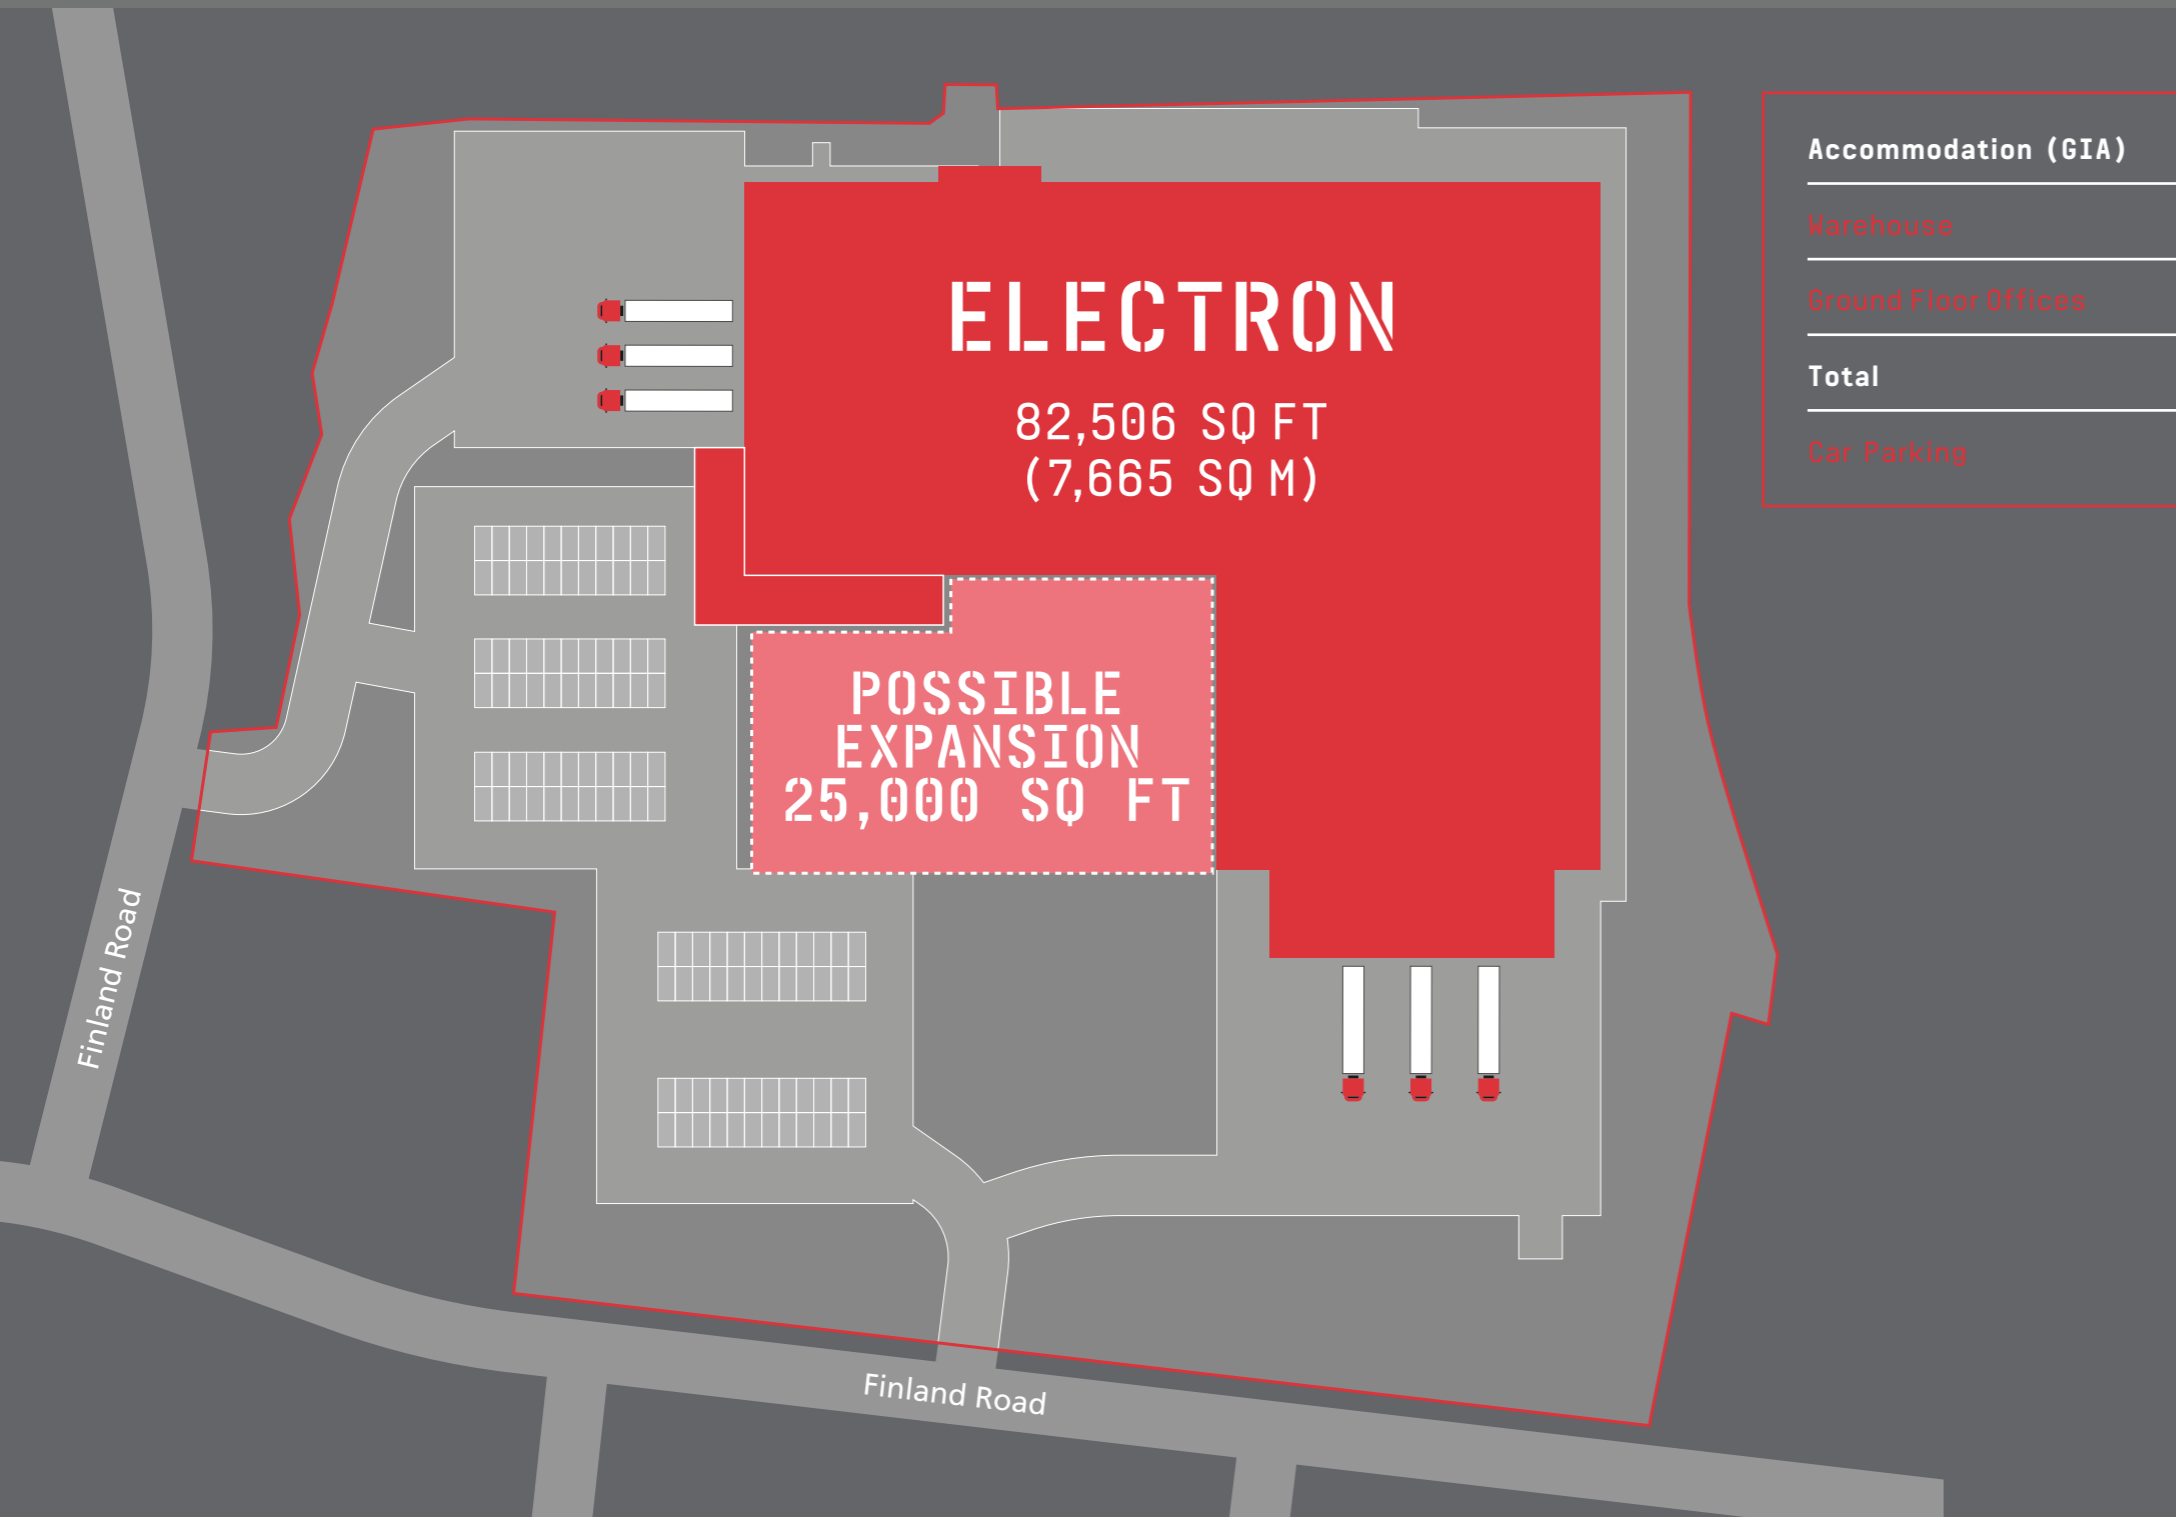 ELECTRON
82,506 SQ FT
(7,665 SQ M)
POSSIBLE
EXPANSION
25,000 SQ FT
Accommodation (GIA)
Warehouse
Ground Floor Offices
Total
Car Parking
Finland Road
Finland Road